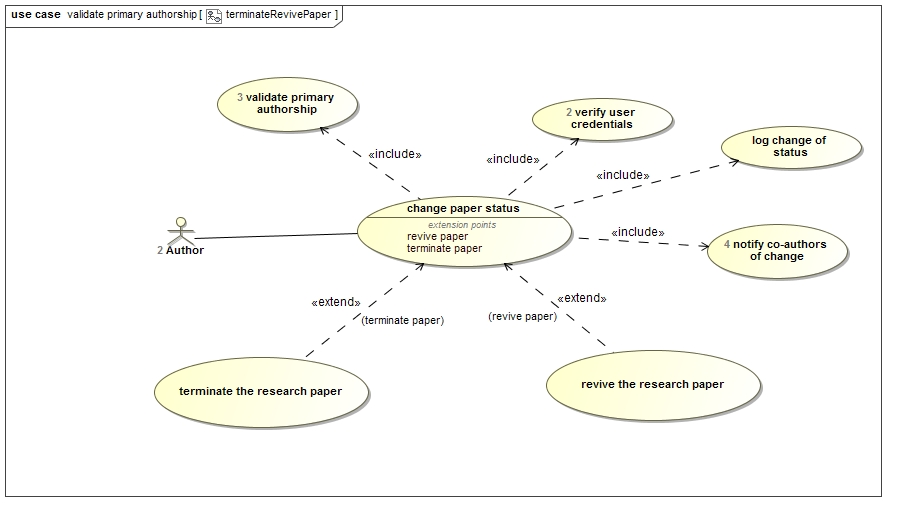 use case validate primary authorship [ terminateRevivePaper ]
3 validate primary
authorship
2 verify user
credentials
log change of
status
«include»
«include»
«include»
change paper status
extension points
revive paper
terminate paper
«include»
4 notify co-authors
of change
2 Author
«extend»
(terminate paper)
«extend»
(revive paper)
terminate the research paper
revive the research paper